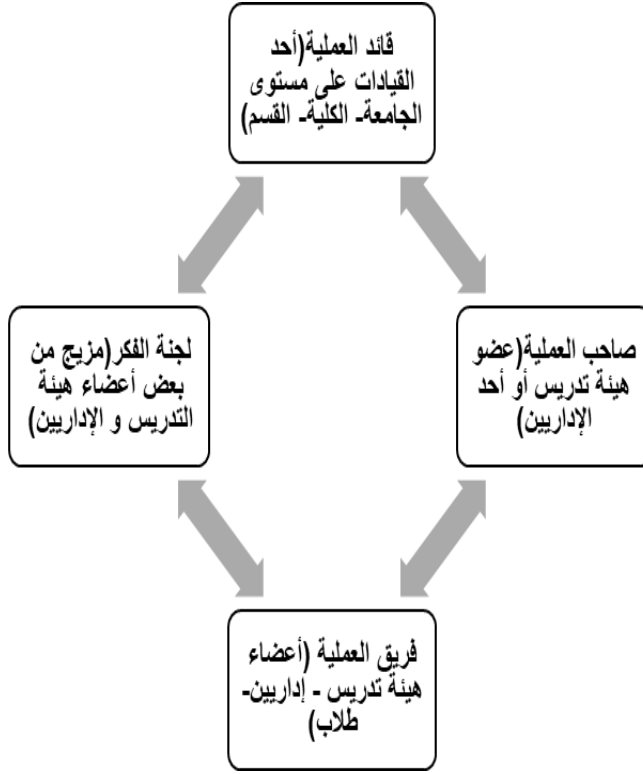 قائد العملية(أحد
القيادات على مستوى
الجامعة- الكلية- القسم)
صاحب العملية(عضو
هيئة تدريس أو أحد
الإداريين)
لجنة الفكر(مزيج من
بعض أعضاء هيئة
التدريس و الإداريين)
فريق العملية (أعضاء
هيئة تدريس - إداريين-
طلاب)